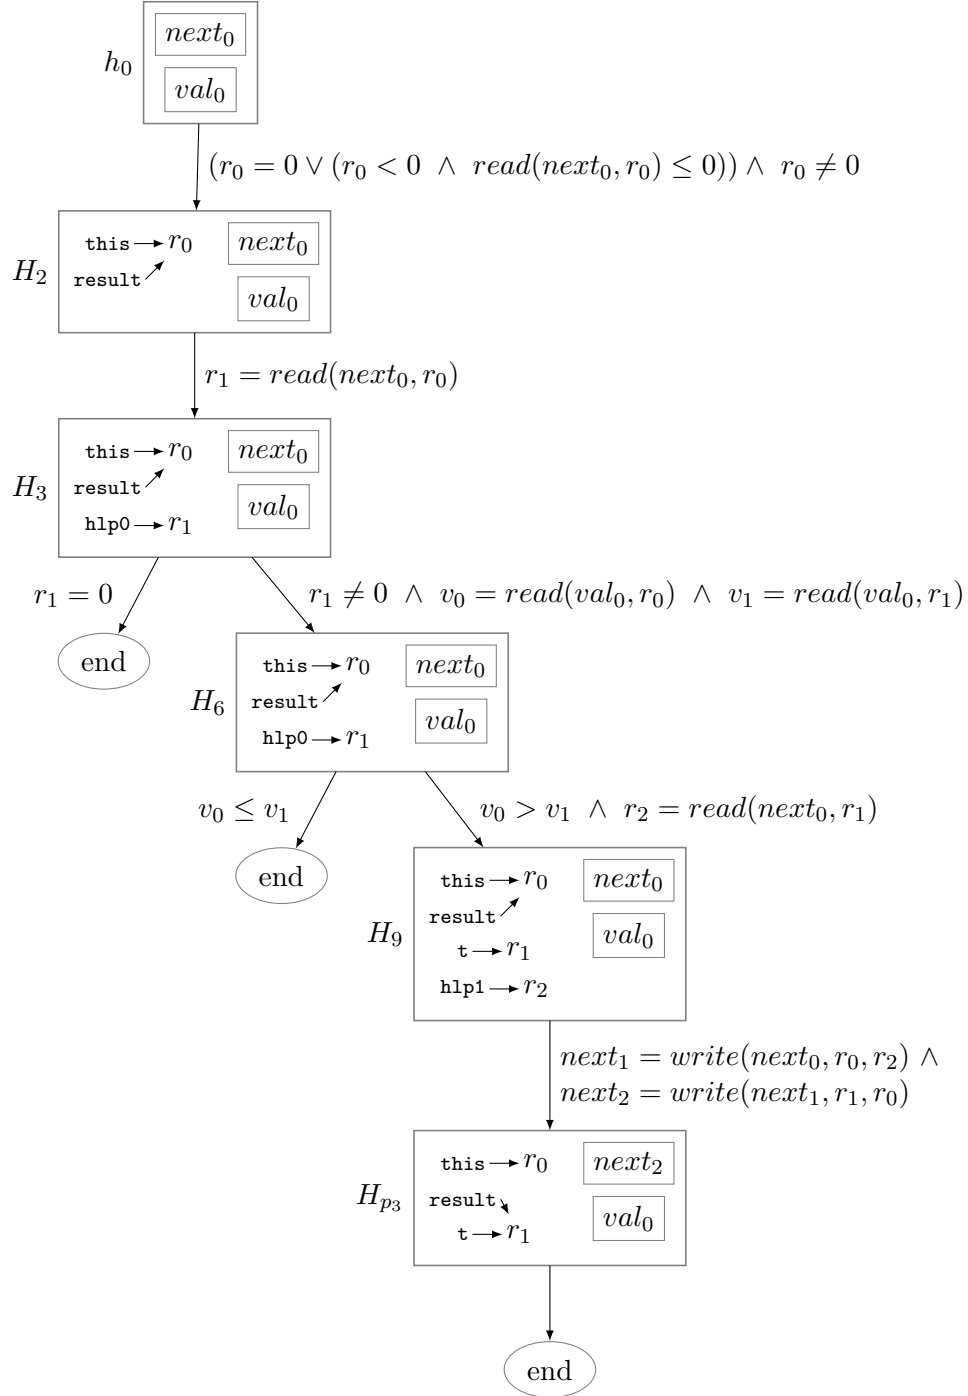 next₀
h₀
val₀
(r₀ = 0 ∨ (r₀ < 0 ∧ read(next₀, r₀) ≤ 0)) ∧ r₀ ≠ 0
this r₀ next₀
H₂
result
val₀
r₁ = read(next₀, r₀)
this r₀ next₀
H₃
result
val₀
hlp0 r₁
r₁ = 0
r₁ ≠ 0 ∧ v₀ = read(val₀, r₀) ∧ v₁ = read(val₀, r₁)
end
this r₀ next₀
H₆
result
val₀
hlp0 r₁
v₀ ≤ v₁
v₀ > v₁ ∧ r₂ = read(next₀, r₁)
end
this r₀ next₀
result
H₉
val₀
t r₁
hlp1 r₂
next₁ = write(next₀, r₀, r₂) ∧
next₂ = write(next₁, r₁, r₀)
this r₀ next₂
H_{p₃}
result
val₀
t r₁
end